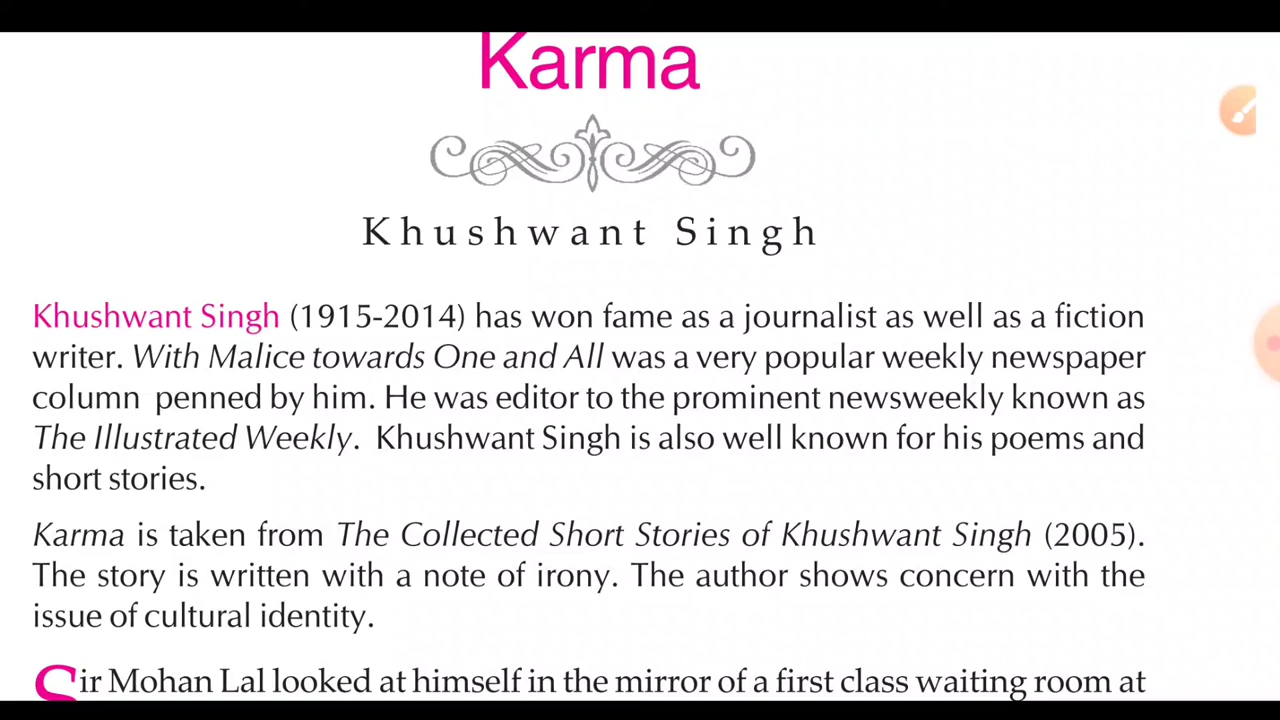 Karma
Khushwant Singh
Khushwant Singh (1915-2014) has won fame as a journalist as well as a fiction
writer. With Malice towards One and All was a very popular weekly newspaper
column penned by him. He was editor to the prominent newsweekly known as
The Illustrated Weekly. Khushwant Singh is also well known for his poems and
short stories.
Karma is taken from The Collected Short Stories of Khushwant Singh (2005).
The story is written with a note of irony. The author shows concern with the
issue of cultural identity.
Sir Mohan Lal looked at himself in the mirror of a first class waiting room at